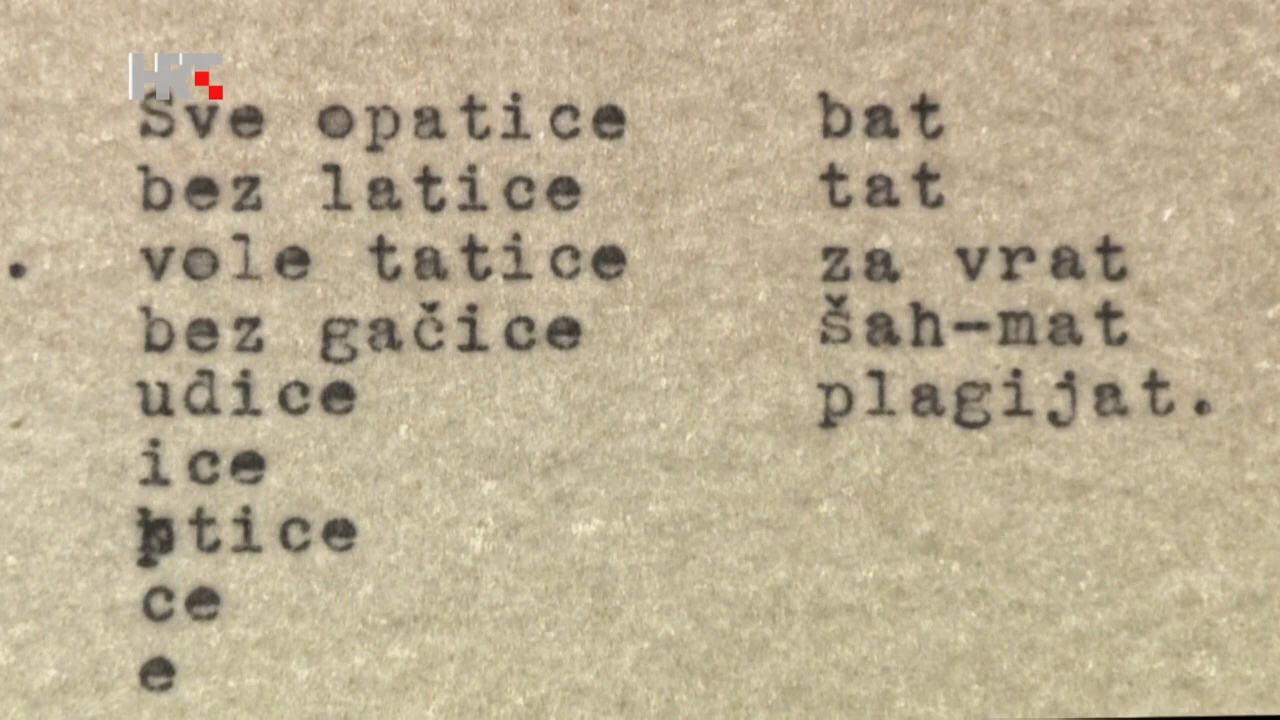 HRT
Sve opatice
bez latice
vole tatice
bez gačice
udice
ice
ptice
ce
e
bat
tat
za vrat
šah-mat
plagijat.